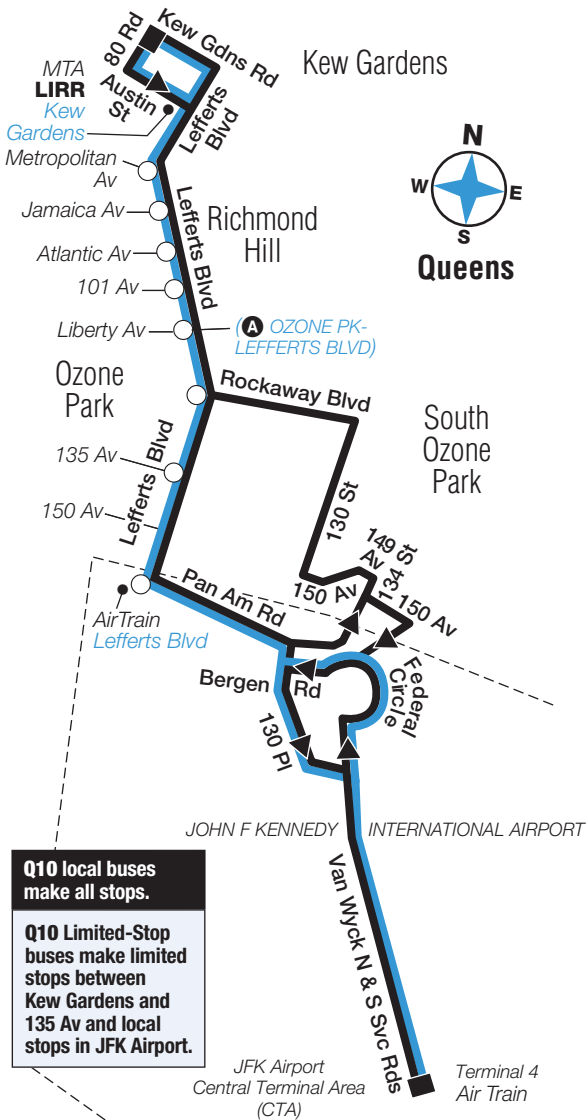 Kew Gdns Rd
80 Rd
Kew Gardens
MTA
LIRR
Kew
Gardens
Austin
St
Lefferts
Blvd
Metropolitan
Av
N
W
E
S
Queens
Jamaica Av
Richmond
Hill
Lefferts Blvd
Atlantic Av
101 Av
Liberty Av
(A OZONE PK-
LEFFERTS BLVD)
Ozone
Park
Rockaway Blvd
South
Ozone
Park
135 Av
Lefferts Blvd
130 St
150 Av
149 St
Av
134 St
150 Av
150 Av
Pan Am Rd
AirTrain
Lefferts Blvd
Federal
Circle
Bergen Rd
130 Pl
JOHN F KENNEDY INTERNATIONAL AIRPORT
Van Wyck N & S Svc Rds
Q10 local buses
make all stops.
Q10 Limited-Stop
buses make limited
stops between
Kew Gardens and
135 Av and local
stops in JFK Airport.
JFK Airport
Central Terminal Area
(CTA)
Terminal 4
Air Train